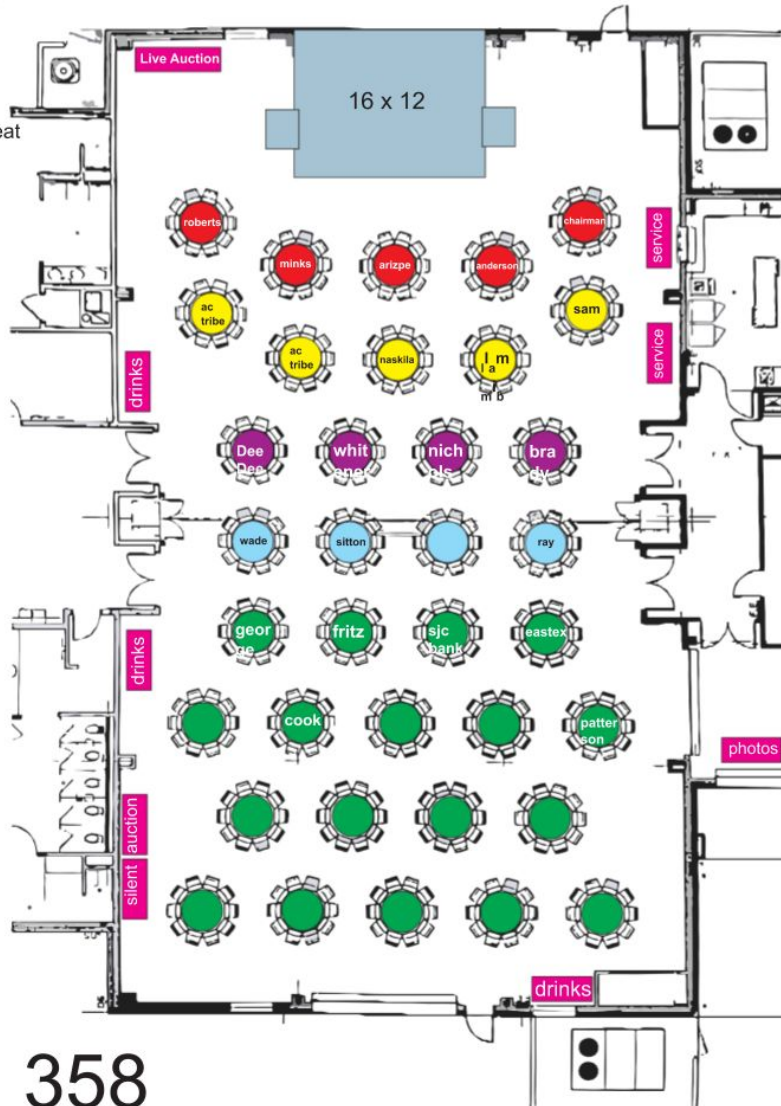 Live Auction
16 x 12
eat
roberts
chairman
service
minks
arizpe
anderson
ac
tribe
sam
ac
tribe
naskila
l m
l a
m b
service
drinks
Dee
Dee
whit
ener
nich
ols
bra
dy
wade
sitton
ray
geor
ge
fritz
sjc
bank
eastex
drinks
cook
patter
son
photos
auction
silent
drinks
358